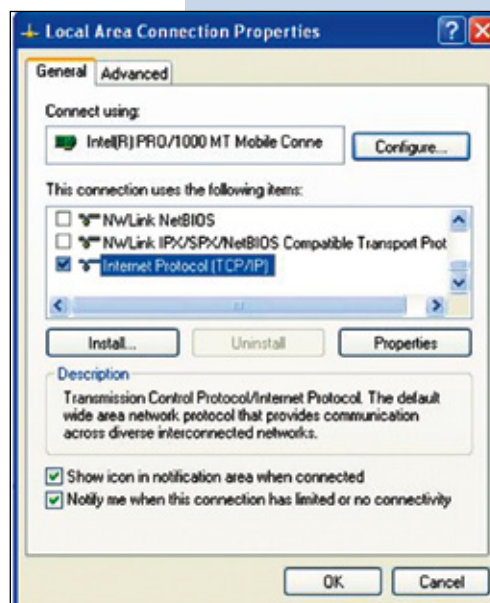 Local Area Connection Properties
General Advanced
Connect using:
Intel(R) PRO/1000 MT Mobile Conne
Configure...
This connection uses the following items:
NWLink NetBIOS
NWLink IPX/SPX/NetBIOS Compatible Transport Prot
Internet Protocol (TCP/IP)
Install... Uninstall Properties
Description
Transmission Control Protocol/Internet Protocol. The default
wide area network protocol that provides communication
across diverse interconnected networks.
Show icon in notification area when connected
Notify me when this connection has limited or no connectivity
OK Cancel